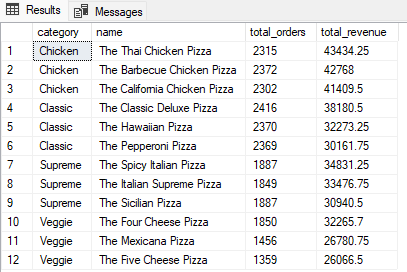 Results Messages
category name total_orders total_revenue
1 Chicken The Thai Chicken Pizza 2315 43434.25
2 Chicken The Barbecue Chicken Pizza 2372 42768
3 Chicken The California Chicken Pizza 2302 41409.5
4 Classic The Classic Deluxe Pizza 2416 38180.5
5 Classic The Hawaiian Pizza 2370 32273.25
6 Classic The Pepperoni Pizza 2369 30161.75
7 Supreme The Spicy Italian Pizza 1887 34831.25
8 Supreme The Italian Supreme Pizza 1849 33476.75
9 Supreme The Sicilian Pizza 1887 30940.5
10 Veggie The Four Cheese Pizza 1850 32265.7
11 Veggie The Mexicana Pizza 1456 26780.75
12 Veggie The Five Cheese Pizza 1359 26066.5